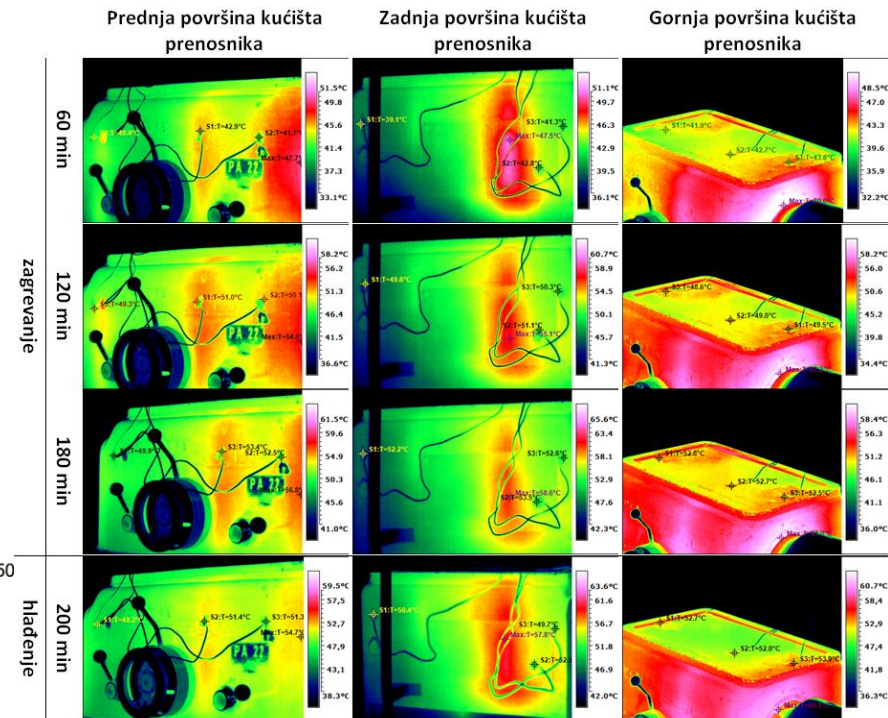 Prednja površina kućišta
prenosnika
Zadnja površina kućišta
prenosnika
Gornja površina kućišta
prenosnika
zagrevanje
60 min
51.5°C
49.8
45.6
41.4
37.3
33.1°C
S1:T=42.9°C
PA 22
51.1°C
49.7
46.3
42.9
39.5
36.1°C
S1:T=39.1°C
S3:T=41.3°C
Max:T=47.5°C
S2:T=42.8°C
48.5°C
47.0
43.3
39.6
35.9
32.2°C
S1:T=41.9°C
S2:T=42.7°C
S3:T=43.6°C
120 min
58.2°C
56.2
51.3
46.4
41.5
36.6°C
S1:T=51.0°C
PA 22
60.7°C
58.9
54.5
50.1
45.7
41.3°C
S1:T=49.6°C
S3:T=50.3°C
S2:T=51.1°C
58.2°C
56.0
50.6
45.2
39.8
34.4°C
S3:T=48.6°C
S2:T=49.0°C
S1:T=49.5°C
180 min
61.5°C
59.6
54.9
50.3
45.6
41.0°C
S3:T=53.4°C
S2:T=52.5°C
PA 22
65.6°C
63.4
58.1
52.9
47.6
42.3°C
S1:T=52.2°C
S3:T=52.6°C
Max:T=58.6°C
58.4°C
56.3
51.2
46.1
41.1
36.0°C
S1:T=52.8°C
S2:T=52.7°C
S3:T=52.5°C
50
hlađenje
200 min
59.5°C
57,5
52,7
47,9
43,1
38.3°C
S2:T=51.4°C
PA 22
63.6°C
61.6
56.7
51.8
46.9
42.0°C
S1:T=50.4°C
S3:T=49.7°C
Max:T=57.8°C
60.7°C
58,4
52,9
47,4
41,8
36.3°C
S1:T=52.7°C
S2:T=52.0°C
S3:T=53.9°C